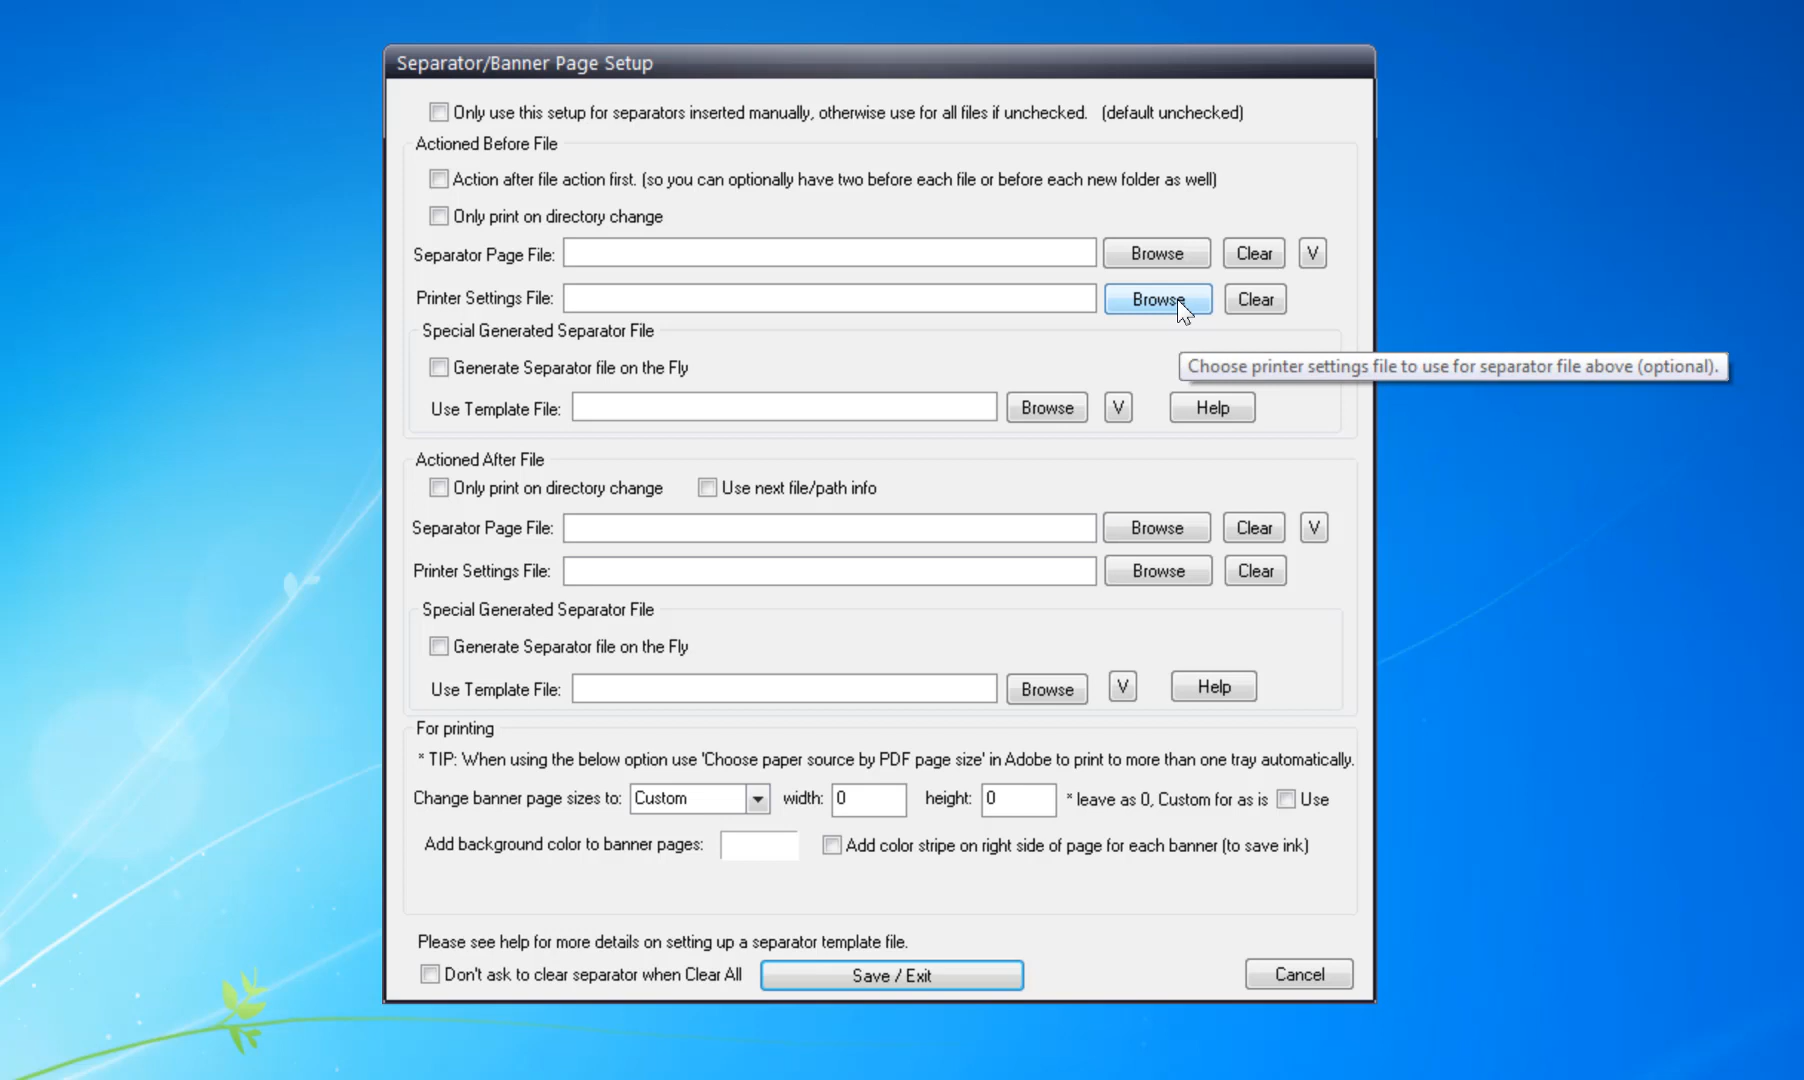 Separator/Banner Page Setup
Only use this setup for separators inserted manually, otherwise use for all files if unchecked. (default unchecked)
Actioned Before File
Action after file action first. (so you can optionally have two before each file or before each new folder as well)
Only print on directory change
Separator Page File: Browse Clear V
Printer Settings File: Browse Clear
Special Generated Separator File
Generate Separator file on the Fly
Choose printer settings file to use for separator file above (optional).
Use Template File: Browse V Help
Actioned After File
Only print on directory change Use next file/path info
Separator Page File: Browse Clear V
Printer Settings File: Browse Clear
Special Generated Separator File
Generate Separator file on the Fly
Use Template File: Browse V Help
For printing
* TIP: When using the below option use 'Choose paper source by PDF page size' in Adobe to print to more than one tray automatically.
Change banner page sizes to: Custom width: 0 height: 0 * leave as 0, Custom for as is Use
Add background color to banner pages: Add color stripe on right side of page for each banner (to save ink)
Please see help for more details on setting up a separator template file.
Don't ask to clear separator when Clear All Save / Exit Cancel